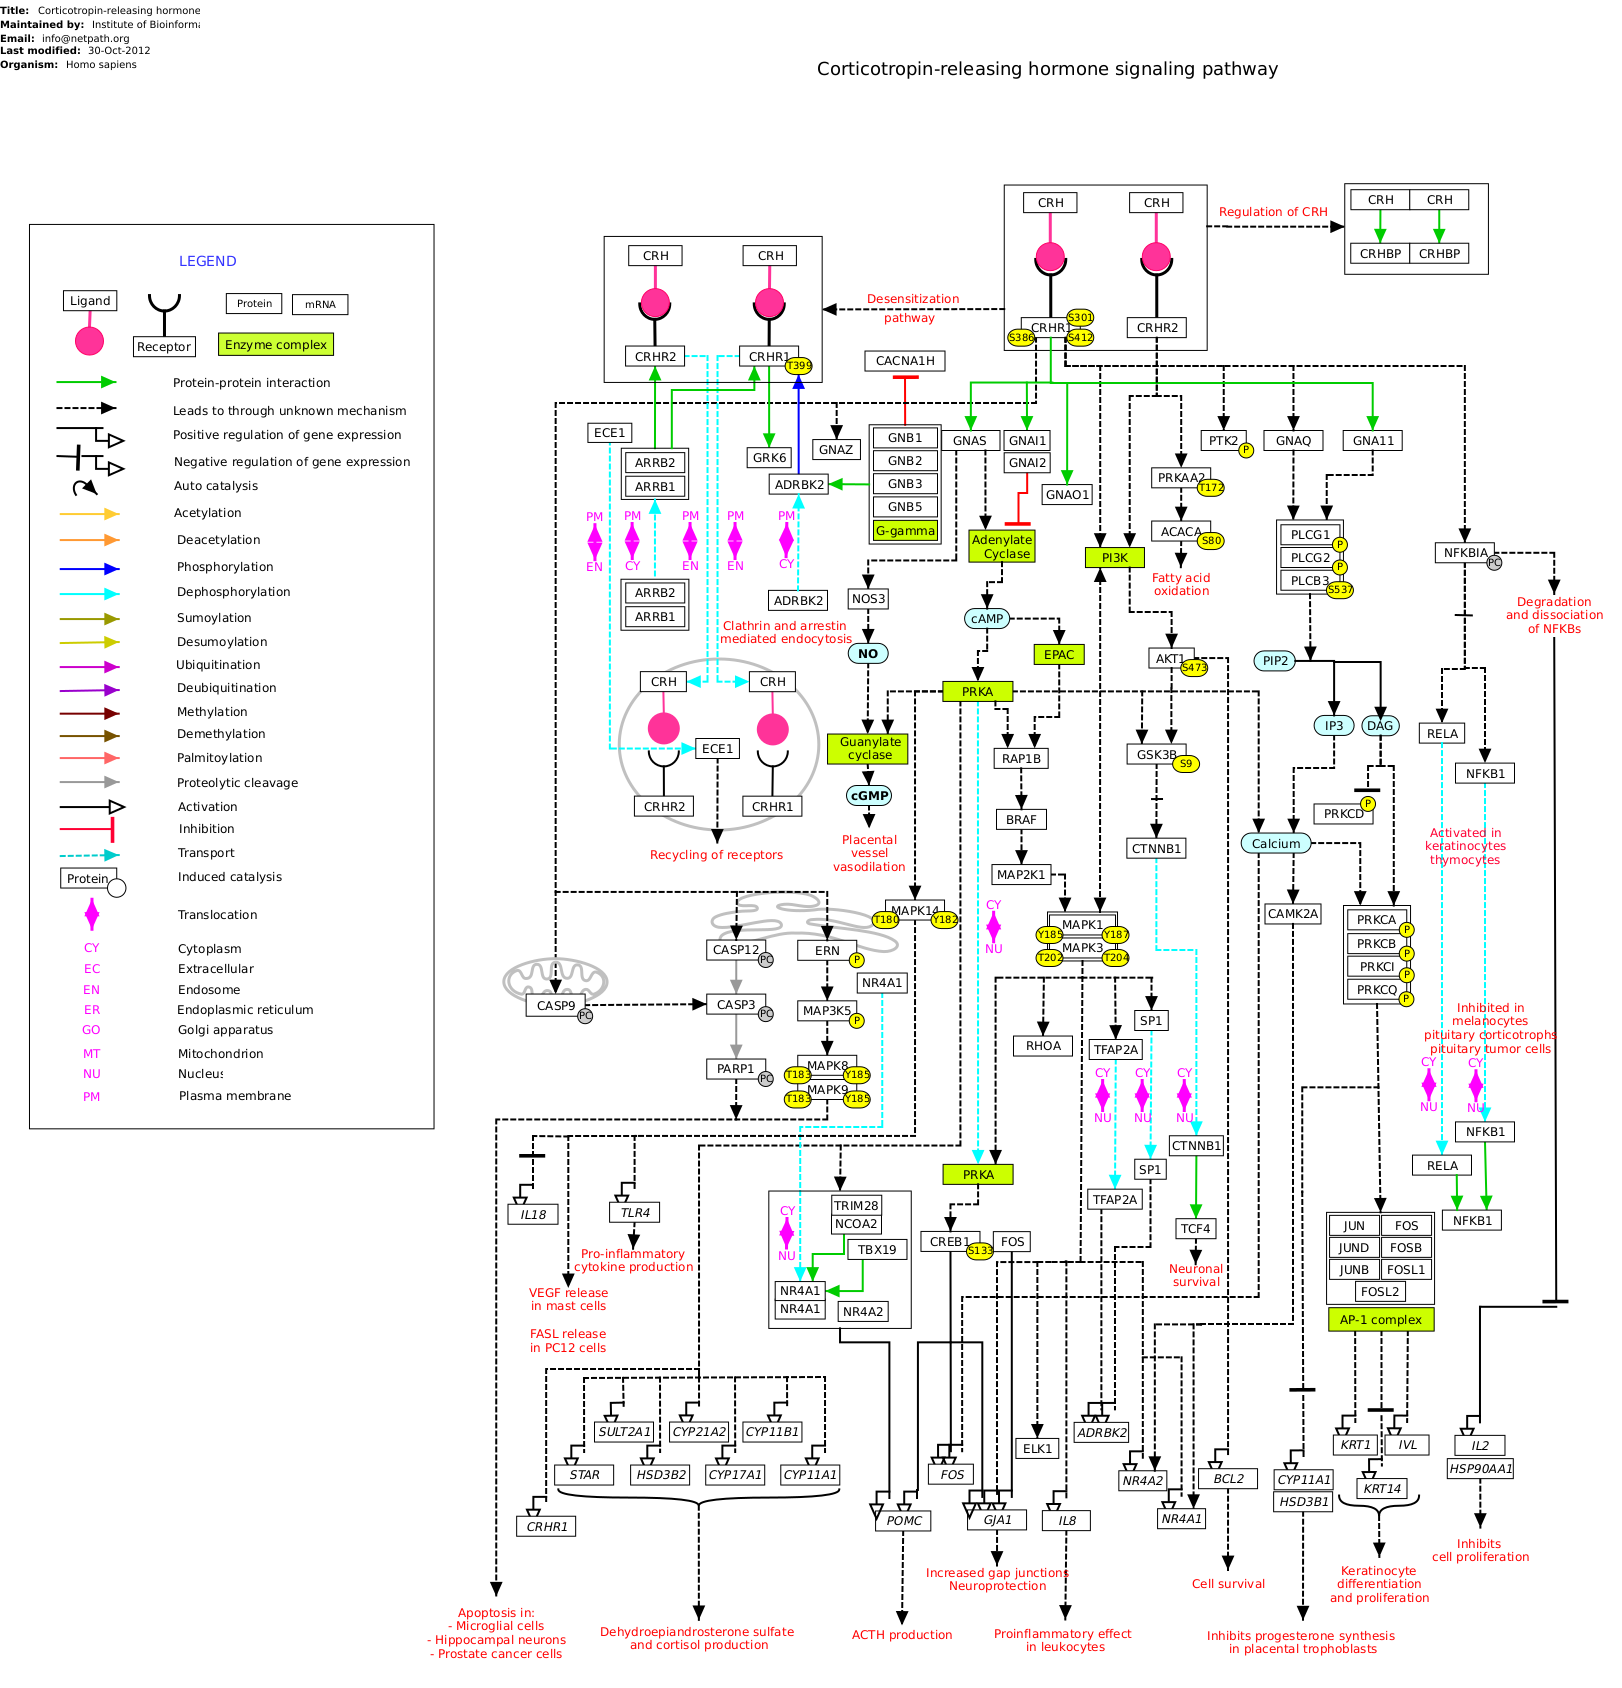 Title: Corticotropin-releasing hormone
Maintained by: Institute of Bioinforma
Email: info@netpath.org
Last modified: 30-Oct-2012
Organism: Homo sapiens
Corticotropin-releasing hormone signaling pathway
LEGEND
Ligand
Receptor
Protein
mRNA
Enzyme complex
Protein-protein interaction
Leads to through unknown mechanism
Positive regulation of gene expression
Negative regulation of gene expression
Auto catalysis
Acetylation
Deacetylation
Phosphorylation
Dephosphorylation
Sumoylation
Desumoylation
Ubiquitination
Deubiquitination
Methylation
Demethylation
Palmitoylation
Proteolytic cleavage
Activation
Inhibition
Transport
Protein
Induced catalysis
Translocation
CY Cytoplasm
EC Extracellular
EN Endosome
ER Endoplasmic reticulum
GO Golgi apparatus
MT Mitochondrion
NU Nucleus
PM Plasma membrane
CRH CRH
CRHR2 CRHR1
T399
Desensitization
pathway
CRH CRH
CRHR1 CRHR2
S301
S386 S412
Regulation of CRH
CRH CRH
CRHBP CRHBP
CACNA1H
ECE1
ARRB2
ARRB1
GRK6
GNAZ
ADRBK2
GNB1
GNB2
GNB3
GNB5
G-gamma
GNAS
GNAI1
GNAI2
GNAO1
PTK2
P
GNAQ
GNA11
PRKAA2
T172
ACACA
S80
Fatty acid
oxidation
PM PM PM PM PM
EN CY EN EN CY
ARRB2
ARRB1
ADRBK2
Clathrin and arrestin
mediated endocytosis
Adenylate
Cyclase
PI3K
PLCG1
P
PLCG2
P
PLCB3
S537
NFKBIA
PC
Degradation
and dissociation
of NFKBs
NOS3
NO
cAMP
EPAC
AKT1
S473
PIP2
IP3
DAG
RELA
NFKB1
CRH CRH
ECE1
CRHR2 CRHR1
Recycling of receptors
PRKA
Guanylate
cyclase
cGMP
Placental
vessel
vasodilation
RAP1B
BRAF
MAP2K1
GSK3B
S9
CTNNB1
PRKCD
P
Calcium
CAMK2A
Activated in
keratinocytes
thymocytes
MAPK14
T180 Y182
CY
NU
MAPK1
Y185 Y187
MAPK3
T202 T204
PRKCA
P
PRKCB
P
PRKCI
P
PRKCQ
P
CASP12
PC
ERN
P
NR4A1
CASP9
PC
CASP3
PC
MAP3K5
P
PARP1
PC
MAPK8
T183 Y185
MAPK9
T183 Y185
RHOA
TFAP2A
SP1
Inhibited in
melanocytes
pituitary corticotrophs
pituitary tumor cells
CY CY CY CY CY
NU NU NU NU NU
NFKB1
RELA
NFKB1
CTNNB1
SP1
TFAP2A
TCF4
Neuronal
survival
PRKA
CREB1
S133
FOS
IL18
TLR4
Pro-inflammatory
cytokine production
VEGF release
in mast cells
FASL release
in PC12 cells
TRIM28
NCOA2
TBX19
CY
NU
NR4A1
NR4A1
NR4A2
JUN FOS
JUND FOSB
JUNB FOSL1
FOSL2
AP-1 complex
SULT2A1 CYP21A2 CYP11B1
STAR HSD3B2 CYP17A1 CYP11A1
CRHR1
FOS
ELK1
ADRBK2
NR4A2
NR4A1
BCL2
POMC
GJA1
IL8
CYP11A1
HSD3B1
KRT1
IVL
KRT14
IL2
HSP90AA1
Inhibits
cell proliferation
Increased gap junctions
Neuroprotection
Cell survival
Keratinocyte
differentiation
and proliferation
Apoptosis in:
- Microglial cells
- Hippocampal neurons
- Prostate cancer cells
Dehydroepiandrosterone sulfate
and cortisol production
ACTH production
Proinflammatory effect
in leukocytes
Inhibits progesterone synthesis
in placental trophoblasts